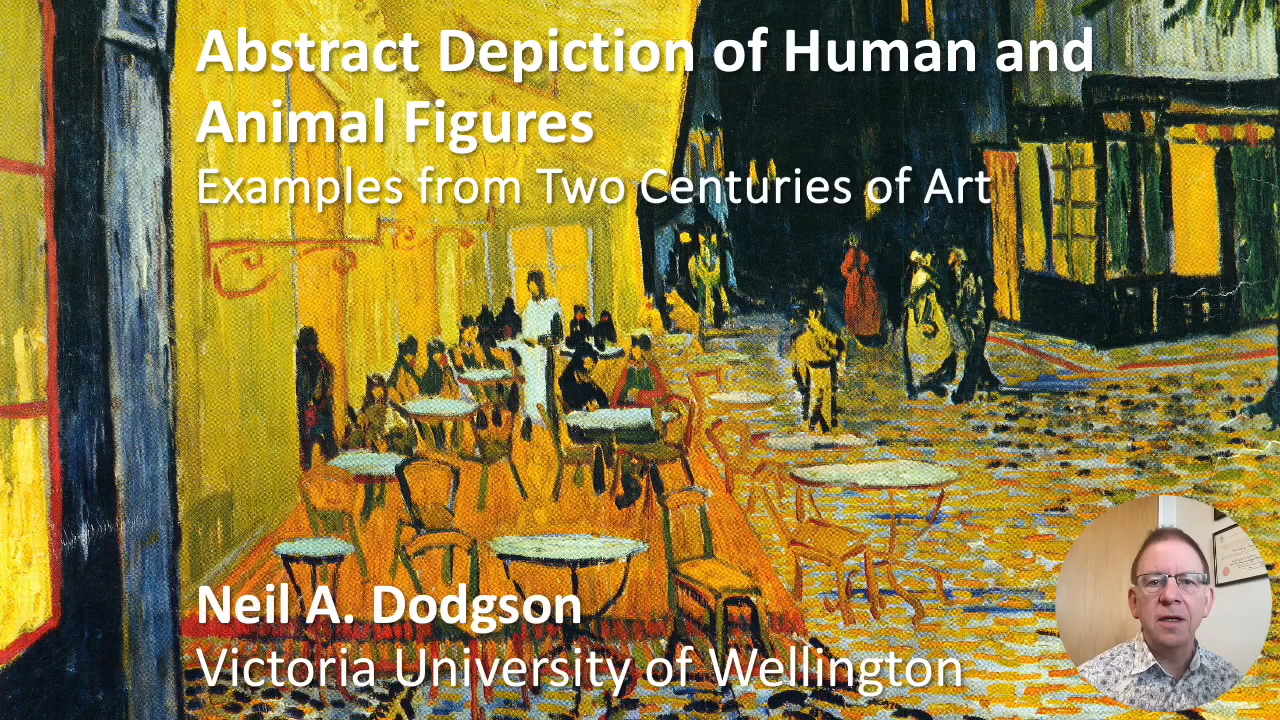 Abstract Depiction of Human and
Animal Figures
Examples from Two Centuries of Art
Neil A. Dodgson
Victoria University of Wellington